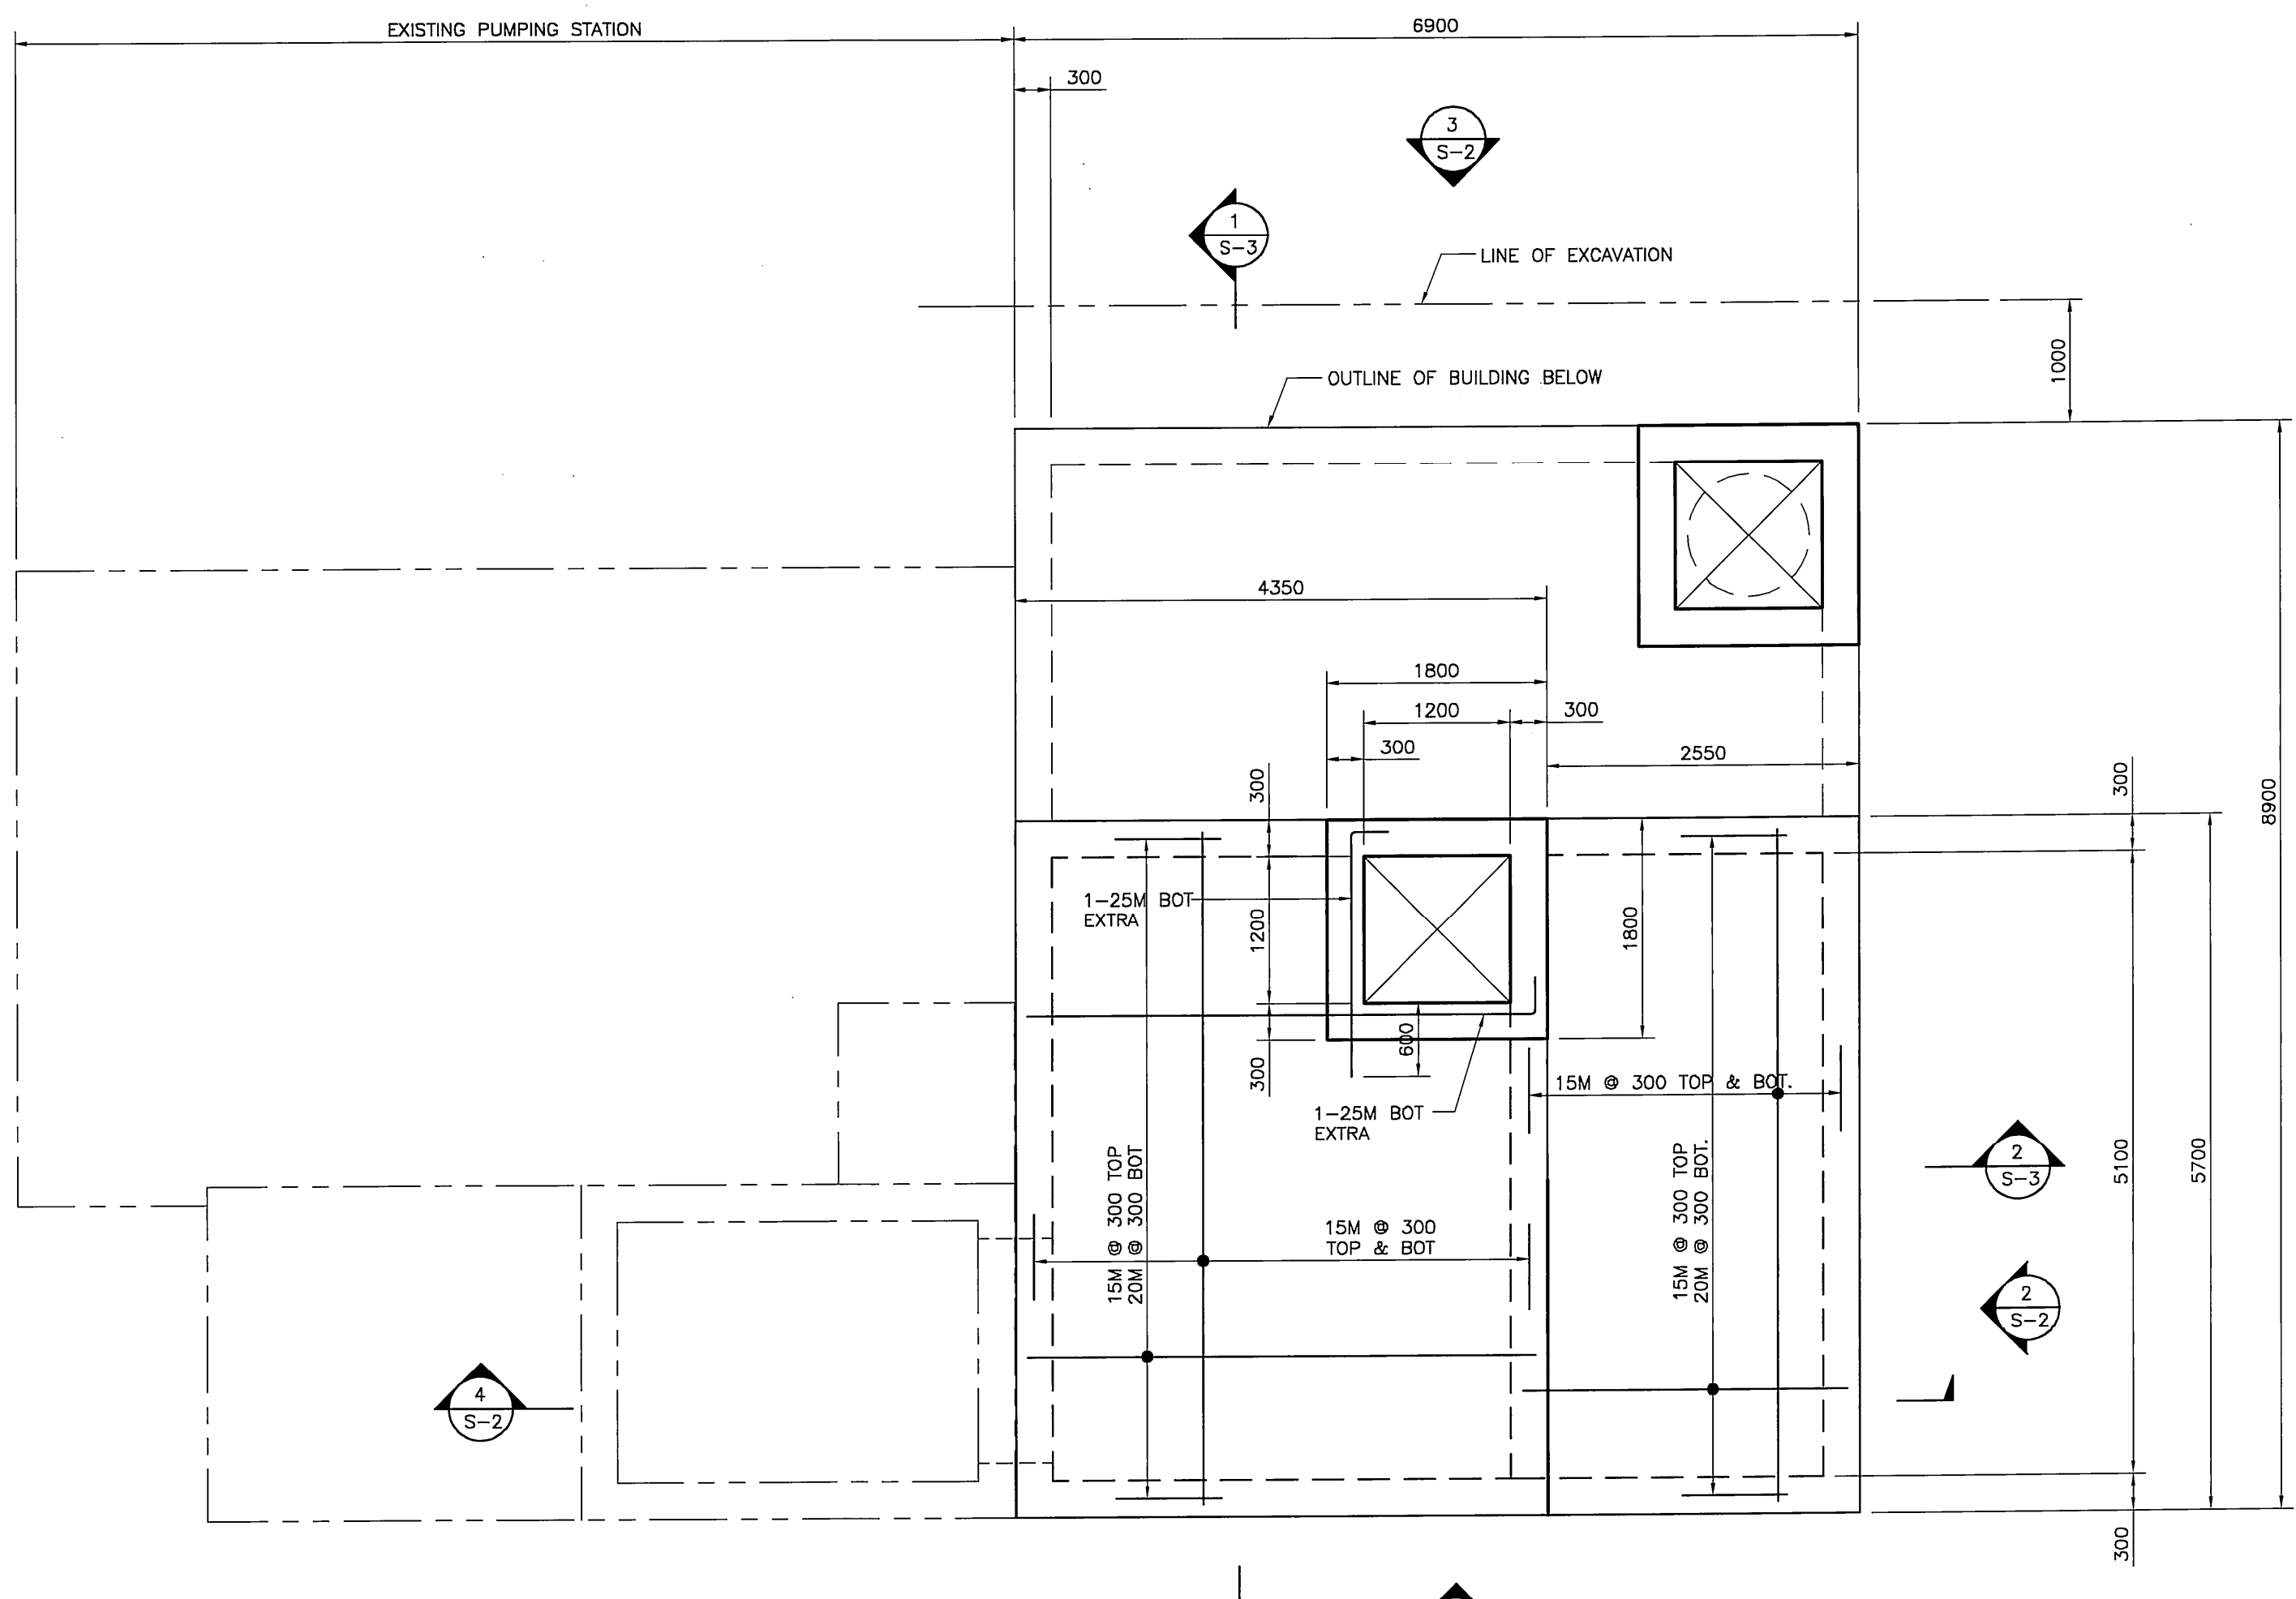 EXISTING PUMPING STATION
6900
300
3
S-2
1
S-3
LINE OF EXCAVATION
1000
OUTLINE OF BUILDING BELOW
4350
1800
1200
300
300
2550
300
300
8900
1-25M BOT
EXTRA
1200
1800
600
300
15M @ 300 TOP & BOT.
1-25M BOT
EXTRA
15M @ 300 TOP
20M @ 300 BOT
15M @ 300
TOP & BOT
15M @ 300 TOP
20M @ 300 BOT.
2
S-3
5100
5700
2
S-2
4
S-2
300